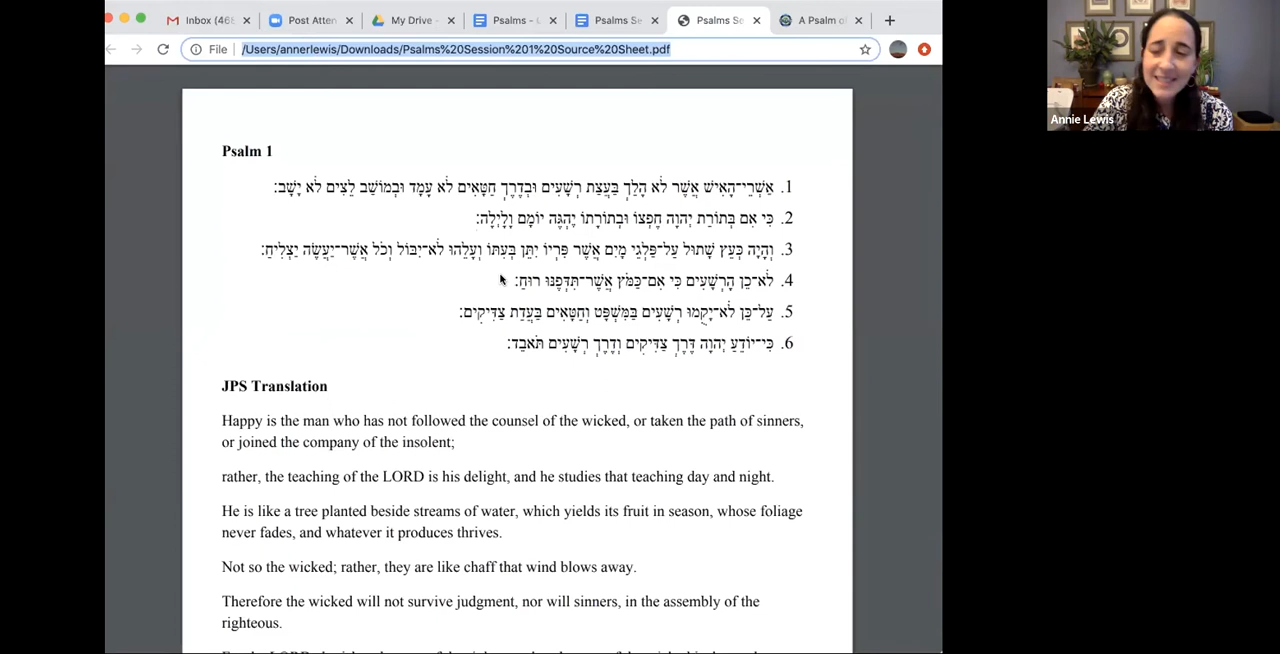 Inbox (46
Post Atten
My Drive -
Psalms -
Psalms Se
Psalms Se
A Psalm o
File
/Users/annerlewis/Downloads/Psalms%20Session%201%20Source%20Sheet.pdf
Annie Lewis
Psalm 1
1. אַשְׁרֵי־הָאִישׁ אֲשֶׁר לֹא הָלַךְ בַּעֲצַת רְשָׁעִים וּבְדֶרֶךְ חַטָּאִים לֹא עָמָד וּבְמוֹשַׁב לֵצִים לֹא יָשָׁב׃
2. כִּי אִם בְּתוֹרַת יְהוָה חֶפְצוֹ וּבְתוֹרָתוֹ יֶהְגֶּה יוֹמָם וָלָיְלָה׃
3. וְהָיָה כְּעֵץ שָׁתוּל עַל־פַּלְגֵי מָיִם אֲשֶׁר פִּרְיוֹ יִתֵּן בְּעִתּוֹ וְעָלֵהוּ לֹא־יִבּוֹל וְכֹל אֲשֶׁר־יַעֲשֶׂה יַצְלִיחַ׃
4. לֹא־כֵן הָרְשָׁעִים כִּי אִם־כַּמֹּץ אֲשֶׁר־תִּדְּפֶנּוּ רוּחַ׃
5. עַל־כֵּן לֹא־יָקֻמוּ רְשָׁעִים בַּמִּשְׁפָּט וְחַטָּאִים בַּעֲדַת צַדִּיקִים׃
6. כִּי־יוֹדֵעַ יְהוָה דֶּרֶךְ צַדִּיקִים וְדֶרֶךְ רְשָׁעִים תֹּאבֵד׃
JPS Translation
Happy is the man who has not followed the counsel of the wicked, or taken the path of sinners,
or joined the company of the insolent;
rather, the teaching of the LORD is his delight, and he studies that teaching day and night.
He is like a tree planted beside streams of water, which yields its fruit in season, whose foliage
never fades, and whatever it produces thrives.
Not so the wicked; rather, they are like chaff that wind blows away.
Therefore the wicked will not survive judgment, nor will sinners, in the assembly of the
righteous.